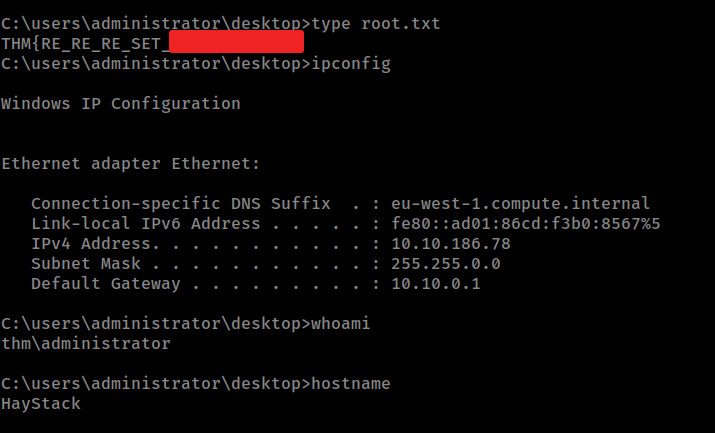 C:\users\administrator\desktop>type root.txt
THM{RE_RE_RE_SET_
C:\users\administrator\desktop>ipconfig
Windows IP Configuration
Ethernet adapter Ethernet:
Connection-specific DNS Suffix  . : eu-west-1.compute.internal
Link-local IPv6 Address . . . . . : fe80::ad01:86cd:f3b0:8567%5
IPv4 Address. . . . . . . . . . . : 10.10.186.78
Subnet Mask . . . . . . . . . . . : 255.255.0.0
Default Gateway . . . . . . . . . : 10.10.0.1
C:\users\administrator\desktop>whoami
thm\administrator
C:\users\administrator\desktop>hostname
HayStack